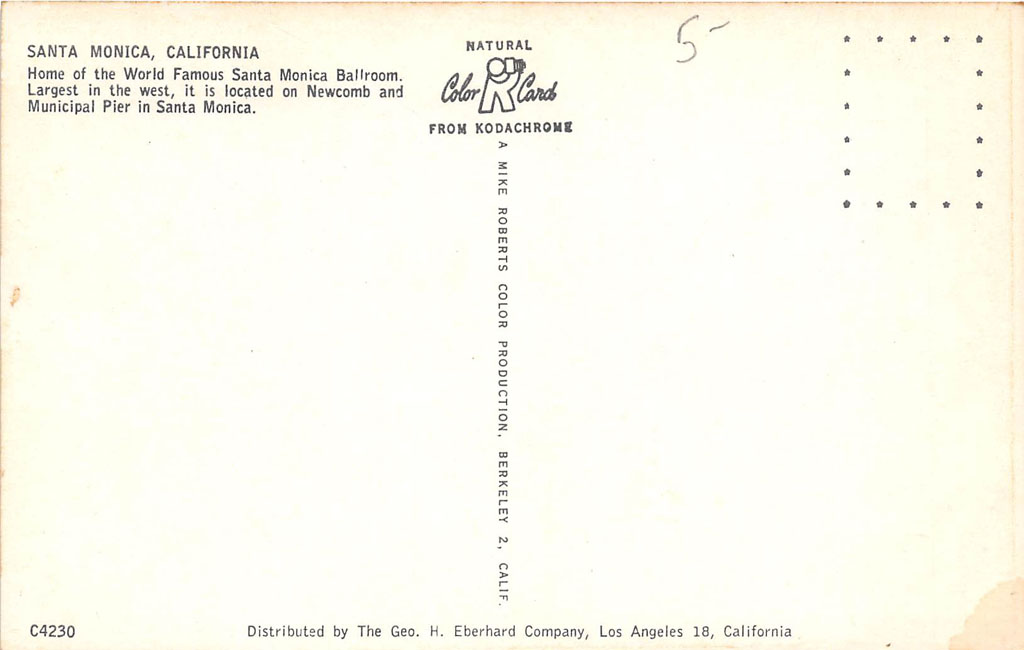 SANTA MONICA, CALIFORNIA
Home of the World Famous Santa Monica Ballroom.
Largest in the west, it is located on Newcomb and
Municipal Pier in Santa Monica.
NATURAL
Color Card
FROM KODACHROME
5-
A MIKE ROBERTS COLOR PRODUCTION, BERKELEY 2, CALIF.
C4230
Distributed by The Geo. H. Eberhard Company, Los Angeles 18, California